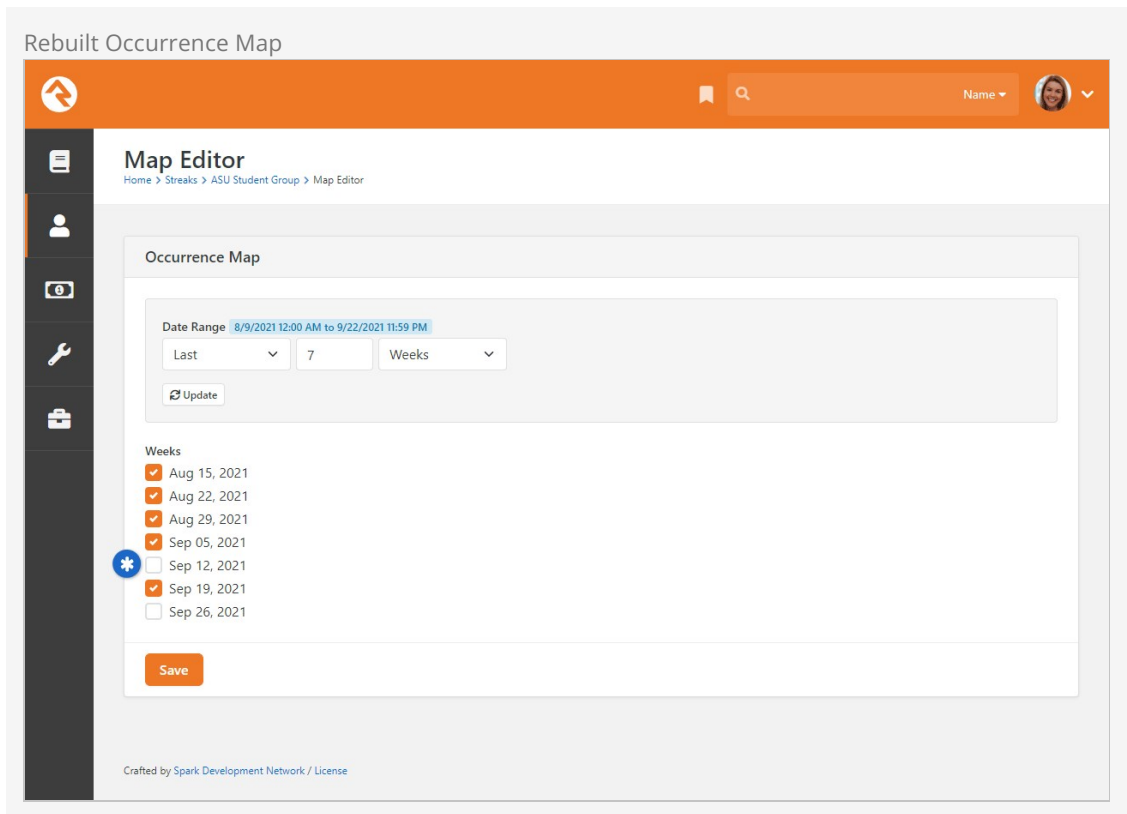 Rebuilt Occurrence Map
Name
Map Editor
Home > Streaks > ASU Student Group > Map Editor
Occurrence Map
Date Range 8/9/2021 12:00 AM to 9/22/2021 11:59 PM
Last 7 Weeks
Update
Weeks
Aug 15, 2021
Aug 22, 2021
Aug 29, 2021
Sep 05, 2021
Sep 12, 2021
Sep 19, 2021
Sep 26, 2021
Save
Crafted by Spark Development Network / License